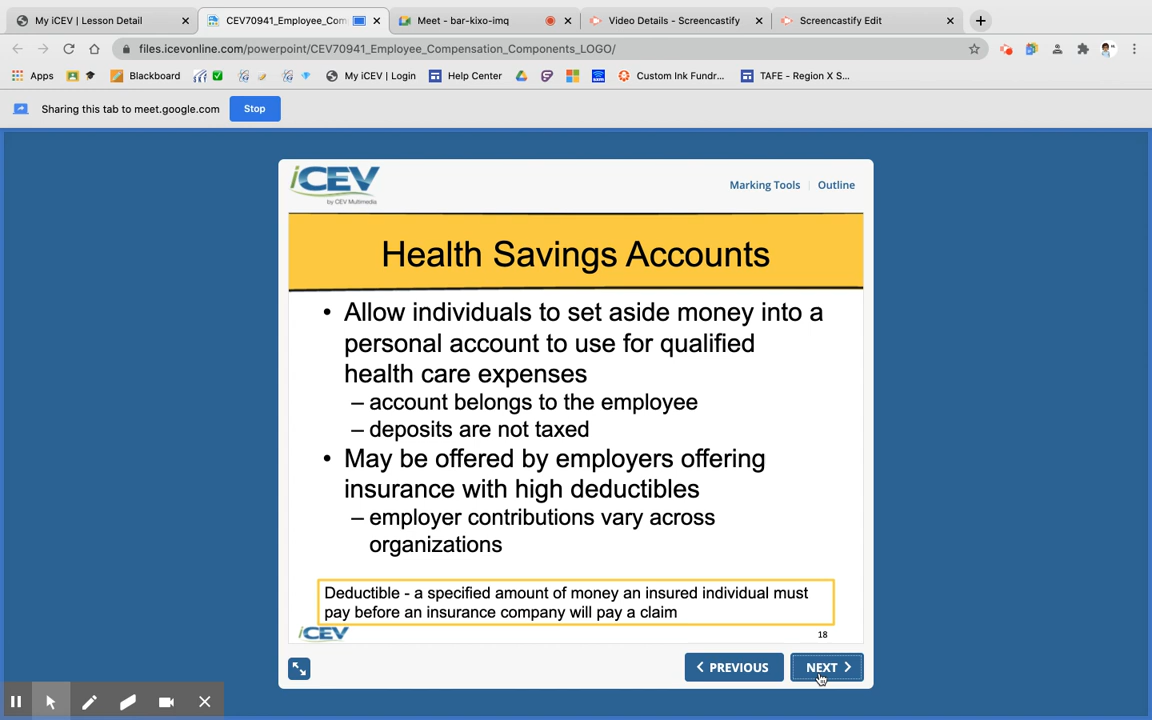 My iCEV | Lesson Detail
CEV70941_Employee_Com
Meet - bar-kixo-imq
Video Details - Screencastify
Screencastify Edit
files.icevonline.com/powerpoint/CEV70941_Employee_Compensation_Components_LOGO/
Apps
Blackboard
My iCEV | Login
Help Center
Custom Ink Fundr...
TAFE - Region X S...
Sharing this tab to meet.google.com
Stop
iCEV
by CEV Multimedia
Marking Tools | Outline
Health Savings Accounts
• Allow individuals to set aside money into a
personal account to use for qualified
health care expenses
– account belongs to the employee
– deposits are not taxed
• May be offered by employers offering
insurance with high deductibles
– employer contributions vary across
organizations
Deductible - a specified amount of money an insured individual must
pay before an insurance company will pay a claim
iCEV
18
PREVIOUS
NEXT